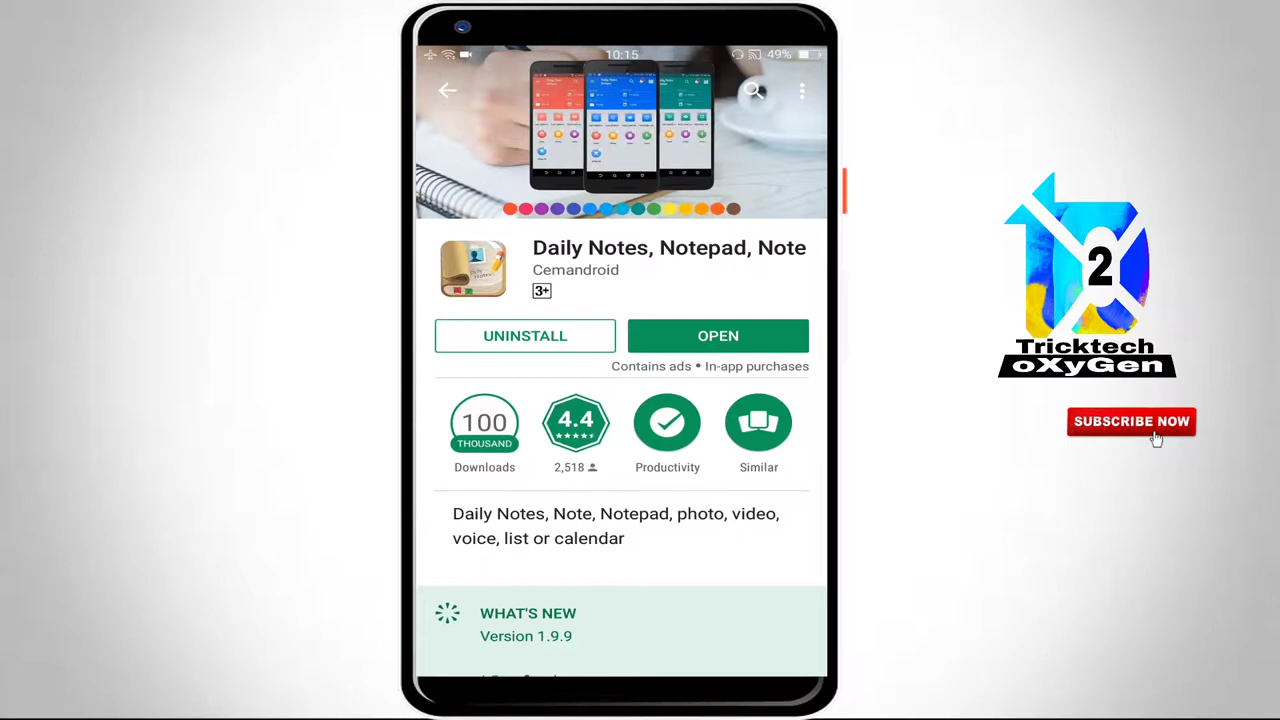 10:15
49%
Daily Notes, Notepad, Note
Cemandroid
3+
UNINSTALL
OPEN
Contains ads • In-app purchases
100
THOUSAND
4.4
Downloads
2,518
Productivity
Similar
Daily Notes, Note, Notepad, photo, video,
voice, list or calendar
WHAT'S NEW
Version 1.9.9
2
Tricktech
oXyGen
SUBSCRIBE NOW